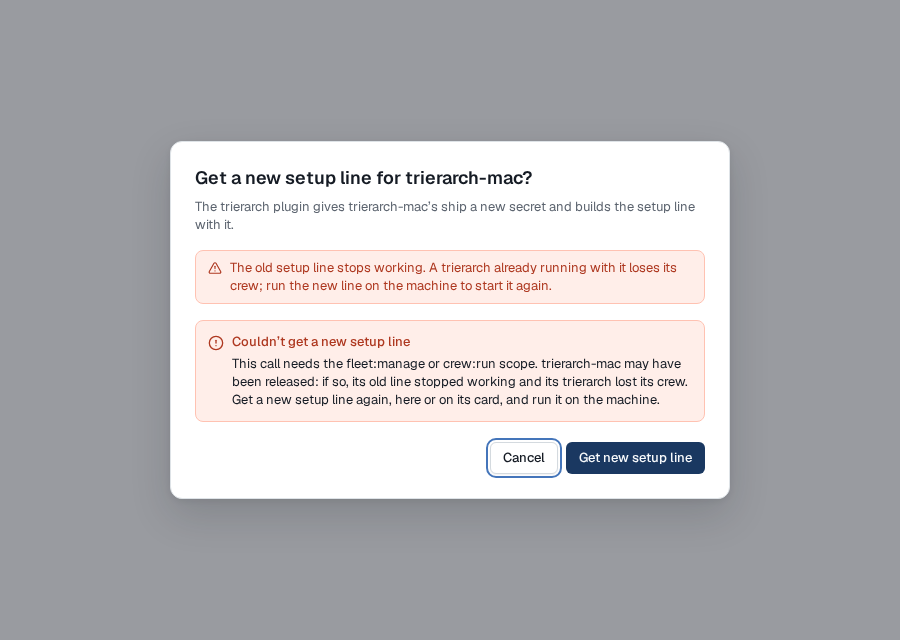 Get a new setup line for trierarch-mac?
The trierarch plugin gives trierarch-mac's ship a new secret and builds the setup line
with it.
The old setup line stops working. A trierarch already running with it loses its
crew; run the new line on the machine to start it again.
Couldn't get a new setup line
This call needs the fleet:manage or crew:run scope. trierarch-mac may have
been released: if so, its old line stopped working and its trierarch lost its crew.
Get a new setup line again, here or on its card, and run it on the machine.
Cancel
Get new setup line